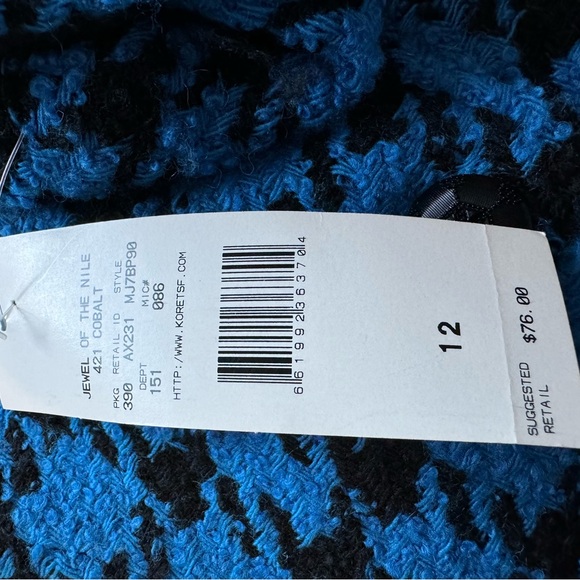 JEWEL OF THE NILE
421 COBALT
PKG RETAIL ID STYLE
390 AX231 MJ7BP90
DEPT MIC#
151 086
HTTP:/WWW.KORETSF.COM
661992363704
12
SUGGESTED
RETAIL $76.00